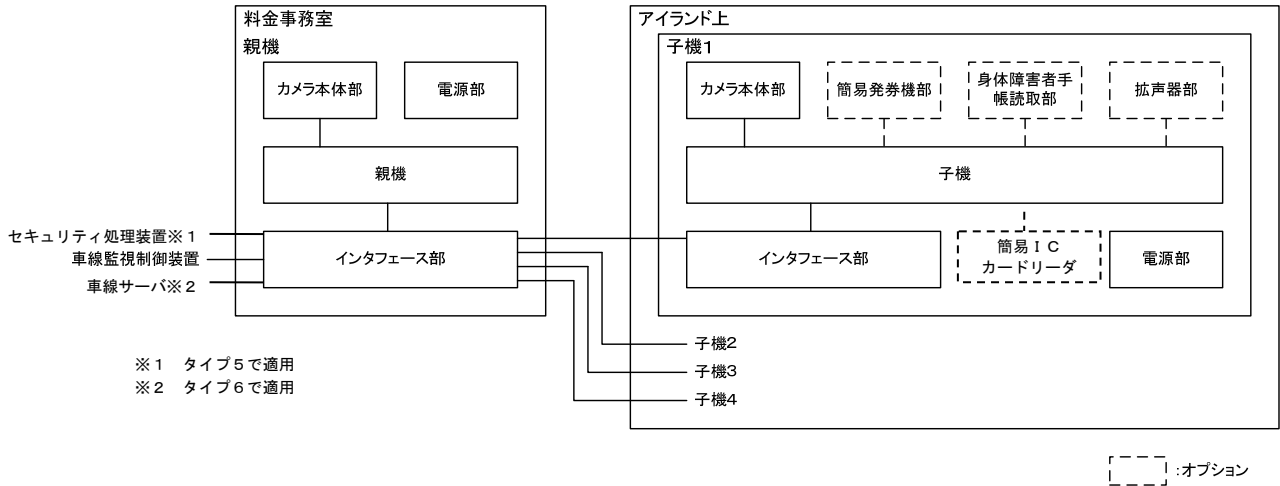 料金事務室
親機
カメラ本体部
電源部
親機
インタフェース部
セキュリティ処理装置※１
車線監視制御装置
車線サーバ※２
※１　タイプ５で適用
※２　タイプ６で適用
アイランド上
子機1
カメラ本体部
簡易発券機部
身体障害者手
帳読取部
拡声器部
子機
インタフェース部
簡易ＩＣ
カードリーダ
電源部
子機2
子機3
子機4
:オプション